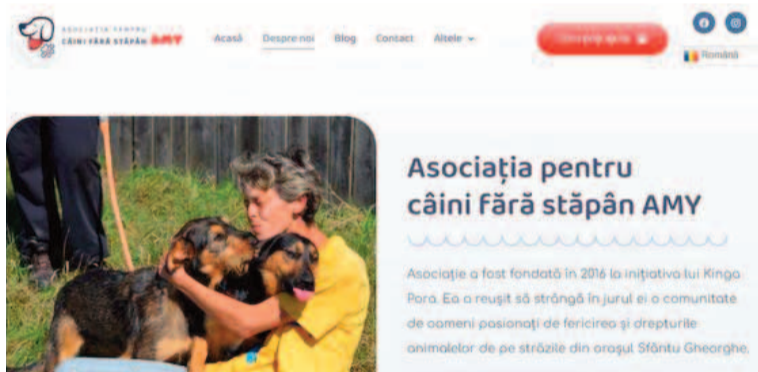 ASOCIAȚIA PENTRU
CÂINI FĂRĂ STĂPÂN AMY
Acasă Despre noi Blog Contact Altele
Română
Asociația pentru
câini fără stăpân AMY
Asociație a fost fondată în 2016 la inițiativa lui Kinga
Para. Ea a reușit să strângă în jurul ei o comunitate
de oameni pasionați de fericirea și drepturile
animalelor de pe străzile din orașul Sfântu Gheorghe.